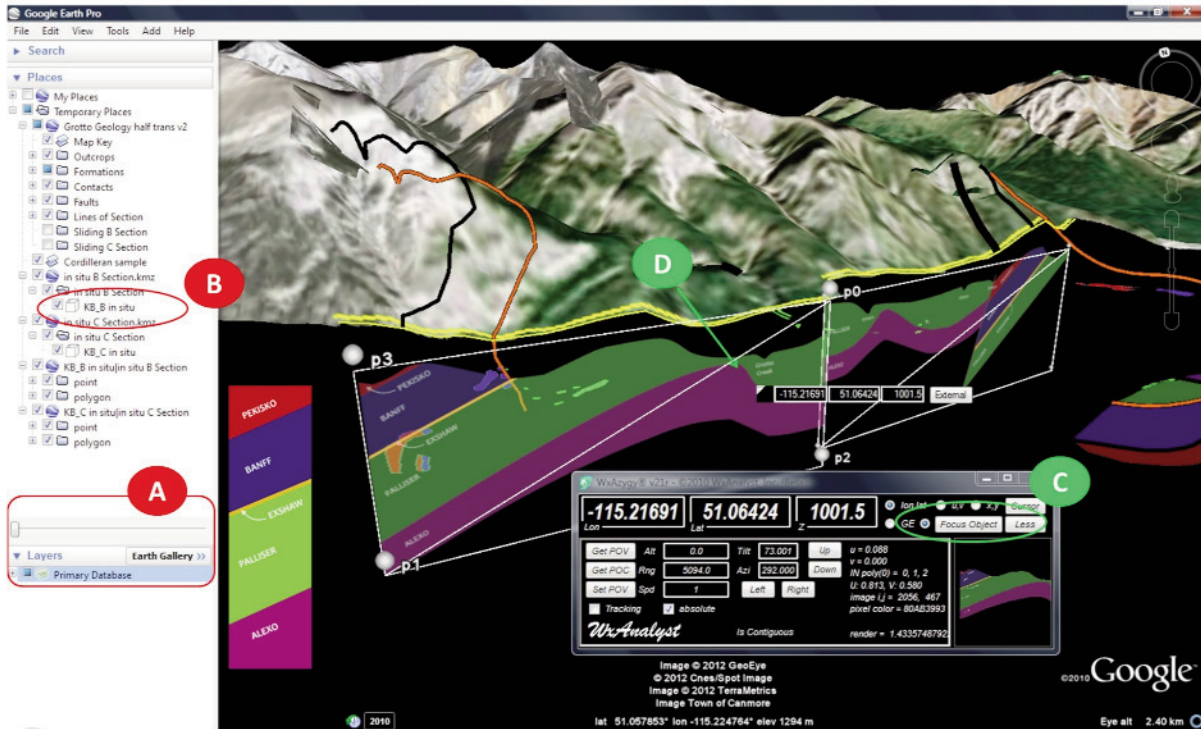 Google Earth Pro
File Edit View Tools Add Help
Search
Places
My Places
Temporary Places
Grotto Geology half trans v2
Map Key
Outcrops
Formations
Contacts
Faults
Lines of Section
Sliding B Section
Sliding C Section
Cordilleran sample
in situ B Section.kmz
in situ B Section
KB_B in situ
in situ C Section.kmz
in situ C Section
KB_C in situ
KB_B in situ|in situ B Section
point
polygon
KB_C in situ|in situ C Section
point
polygon
B
A
Layers
Earth Gallery >>
Primary Database
N
D
p0
p3
p2
p1
PEKISKO
BANFF
EXSHAW
PALLISER
ALEXO
PEKISKO
BANFF
EXSHAW
PALLISER
ALEXO
Grotto
Creek
PALLISER
ALEXO
-115.21691 51.06424 1001.5 External
C
WxAzygy® v21r - ©2010 WxAnalyst
-115.21691 51.06424 1001.5
Lon Lat Z
lon,lat u,v x,y Cursor
GE Focus Object Less
Get POV Alt 0.0 Tilt 73.001 Up
Get POC Rng 5094.0 Azi 292.000 Down
Set POV Spd 1 Left Right
Tracking absolute
WxAnalyst Is Contiguous
u = 0.088
v = 0.000
IN poly(0) = 0, 1, 2
U: 0.813, V: 0.580
image i,j = 2056, 467
pixel color = 80AB3993
render = 1.4335748792
Image © 2012 GeoEye
© 2012 Cnes/Spot Image
Image © 2012 TerraMetrics
Image Town of Canmore
©2010 Google
2010
lat 51.057853° lon -115.224764° elev 1294 m
Eye alt 2.40 km